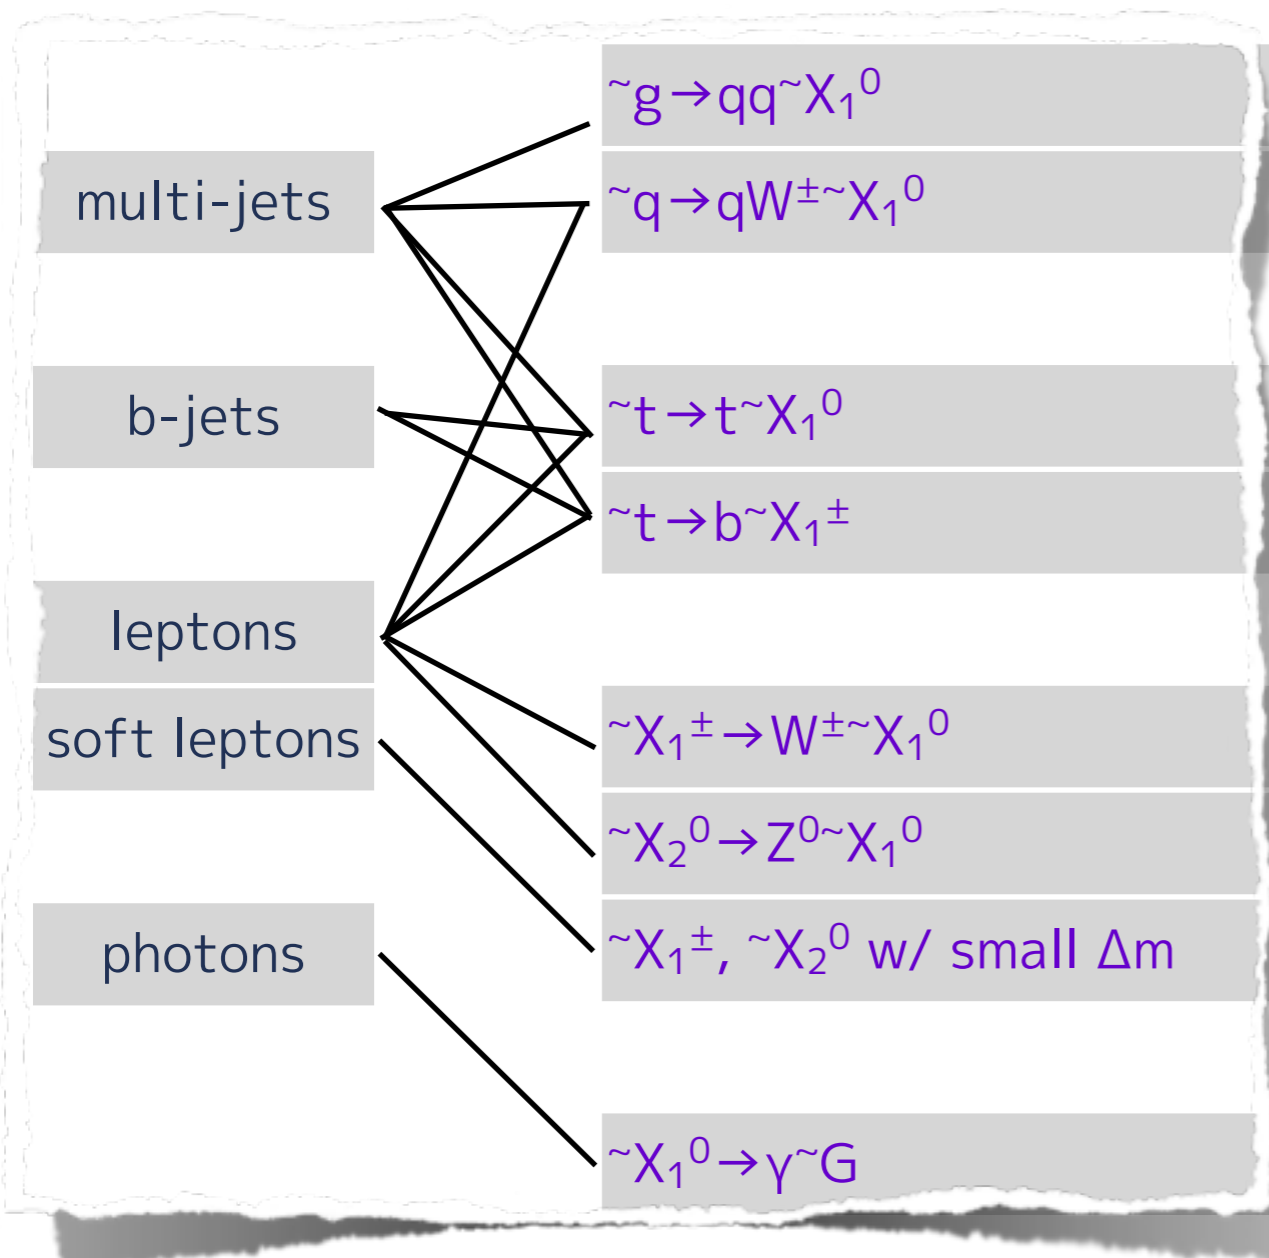 ~g→qq~X₁⁰
multi-jets
~q→qW±~X₁⁰
b-jets
~t→t~X₁⁰
~t→b~X₁±
leptons
soft leptons
~X₁±→W±~X₁⁰
~X₂⁰→Z⁰~X₁⁰
photons
~X₁±, ~X₂⁰ w/ small Δm
~X₁⁰→γ~G